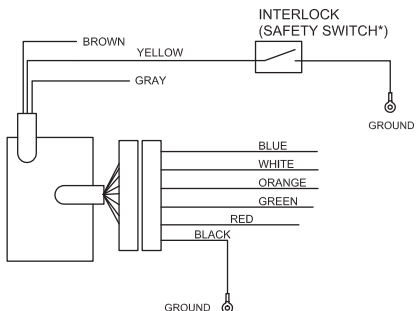 INTERLOCK
(SAFETY SWITCH*)
BROWN
YELLOW
GRAY
GROUND
BLUE
WHITE
ORANGE
GREEN
RED
BLACK
GROUND